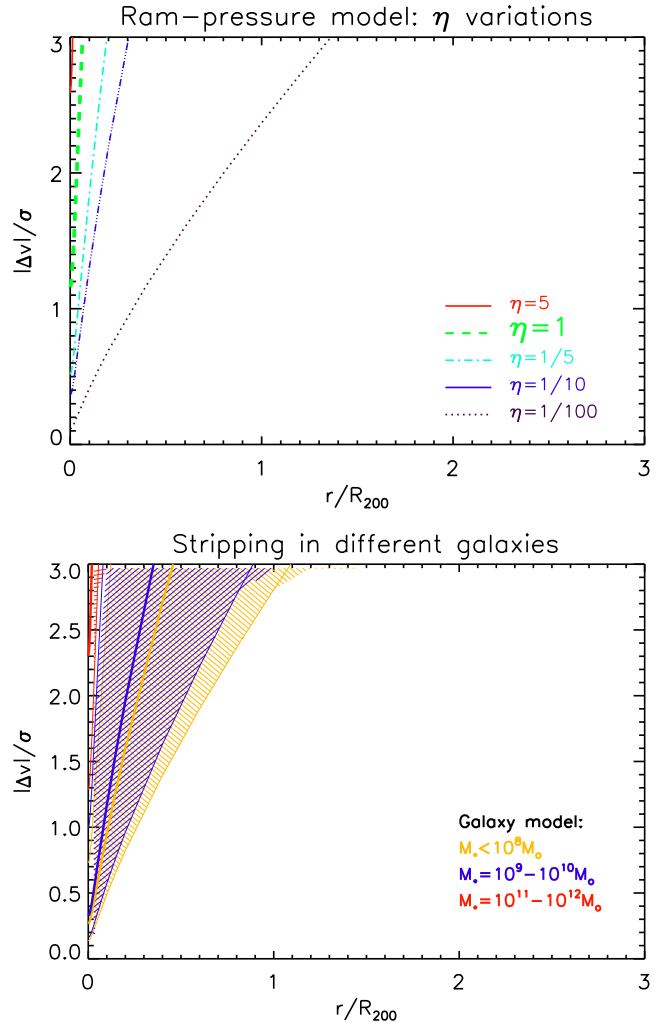 Ram-pressure model: η variations
3
2
1
0
|Δv|/σ
η=5
η=1
η=1/5
η=1/10
η=1/100
0 1 2 3
r/R200
Stripping in different galaxies
3.0
2.5
2.0
1.5
1.0
0.5
0.0
|Δv|/σ
Galaxy model:
M*<10^8M⊙
M*=10^9-10^10M⊙
M*=10^11-10^12M⊙
0 1 2 3
r/R200